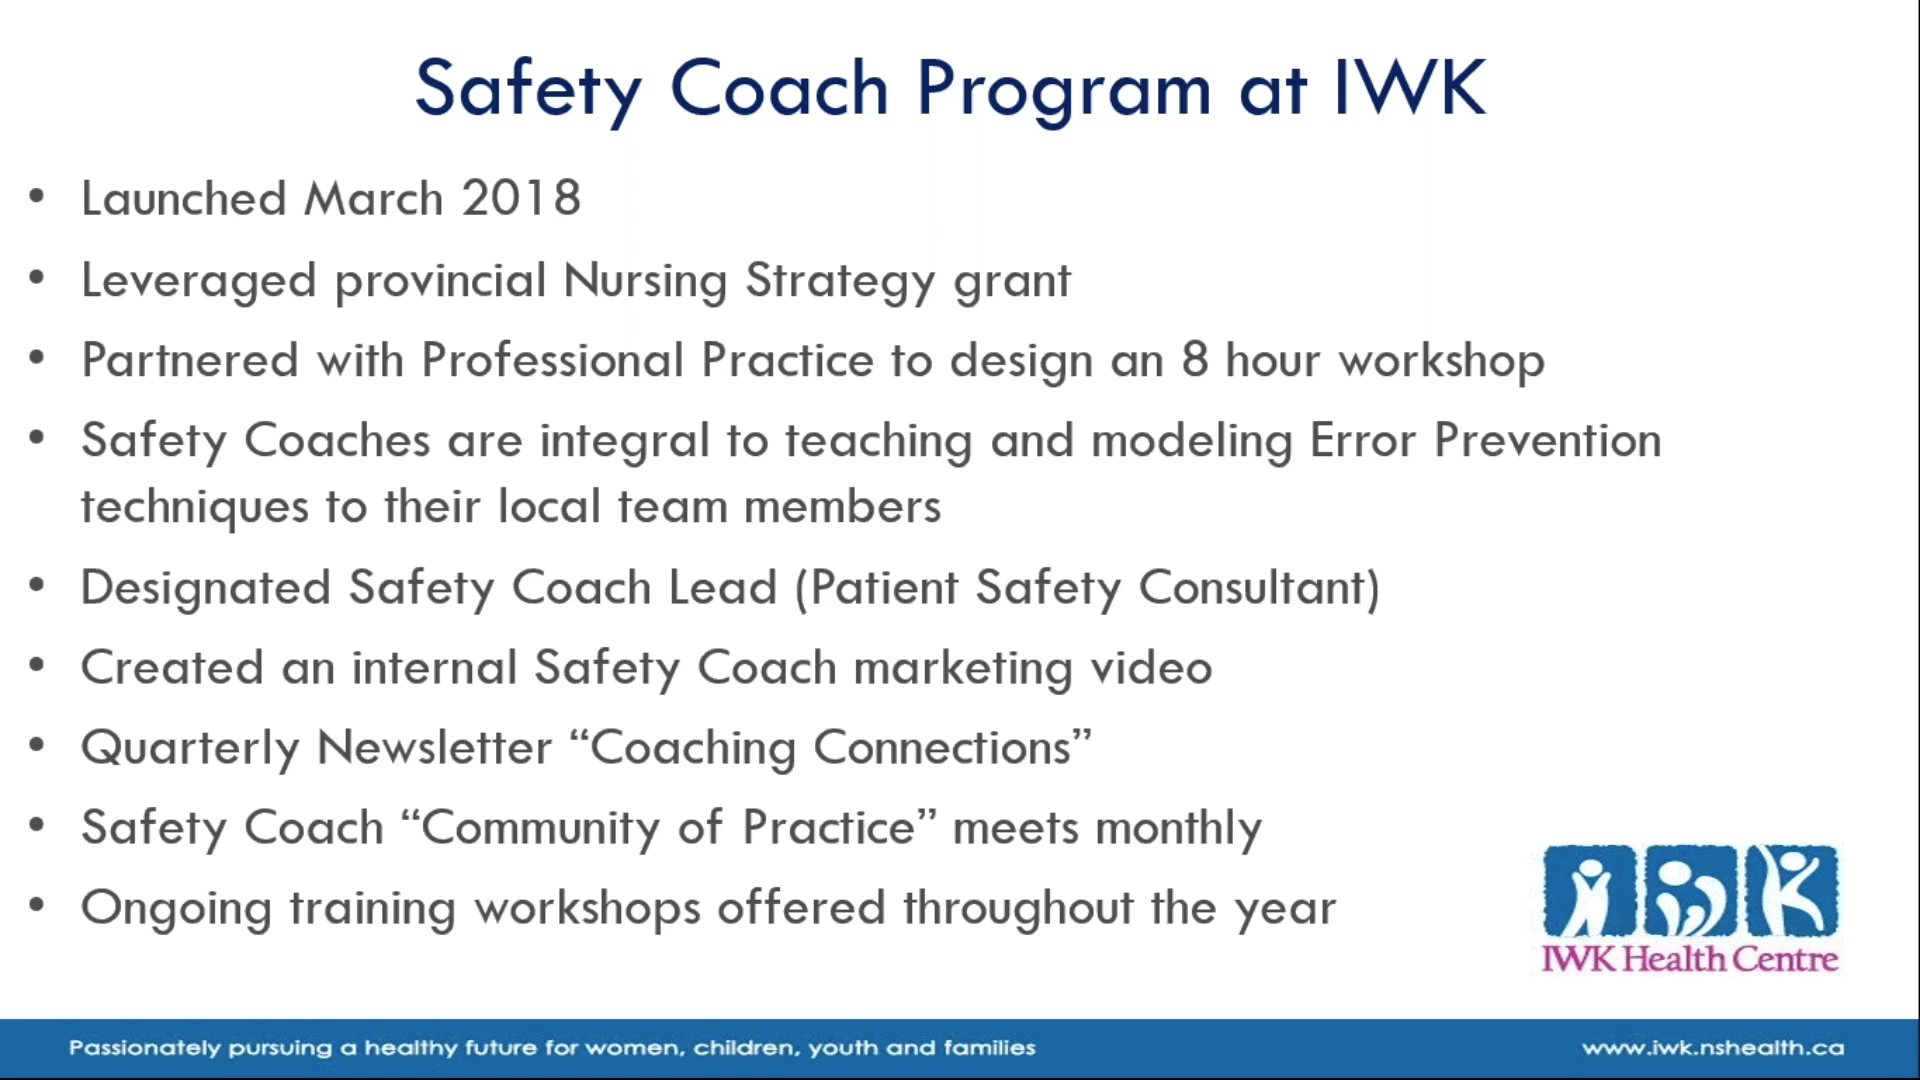 Safety Coach Program at IWK
• Launched March 2018
• Leveraged provincial Nursing Strategy grant
• Partnered with Professional Practice to design an 8 hour workshop
• Safety Coaches are integral to teaching and modeling Error Prevention
techniques to their local team members
• Designated Safety Coach Lead (Patient Safety Consultant)
• Created an internal Safety Coach marketing video
• Quarterly Newsletter “Coaching Connections”
• Safety Coach “Community of Practice” meets monthly
• Ongoing training workshops offered throughout the year
IWK
IWK Health Centre
Passionately pursuing a healthy future for women, children, youth and families
www.iwk.nshealth.ca